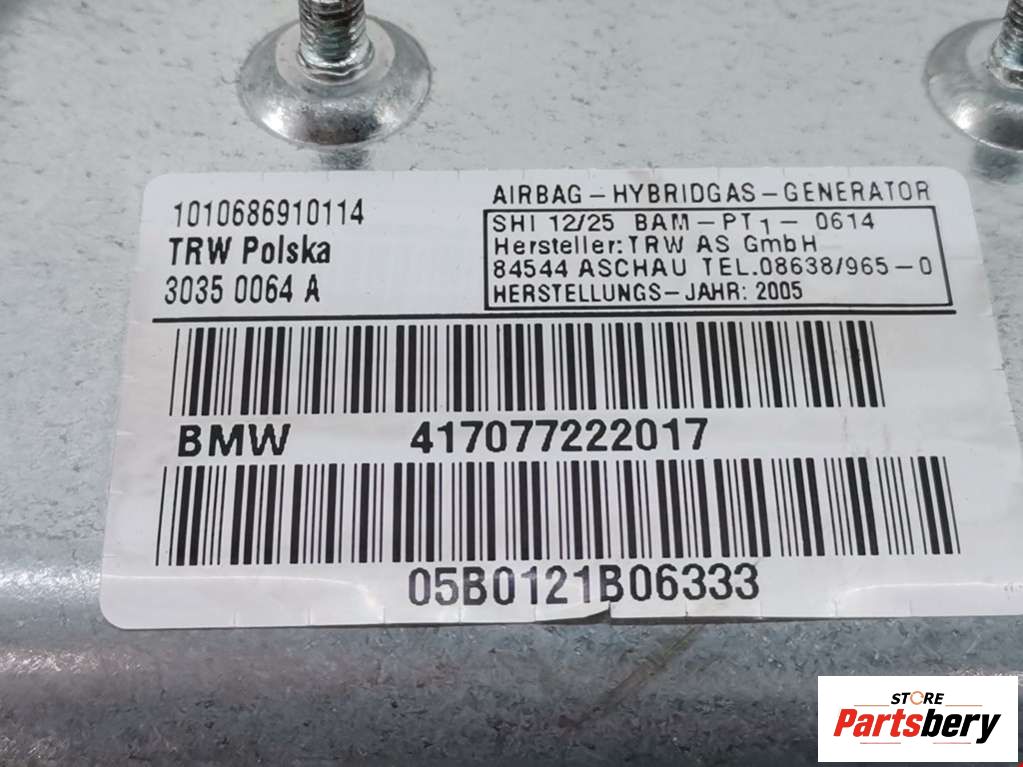 1010686910114
TRW Polska
3035 0064 A
AIRBAG-HYBRIDGAS-GENERATOR
SHI 12/25 BAM-PT1-0614
Hersteller: TRW AS GmbH
84544 ASCHAU TEL.08638/965-0
HERSTELLUNGS-JAHR: 2005
BMW 417077222017
05B0121B06333
STORE
Partsbery